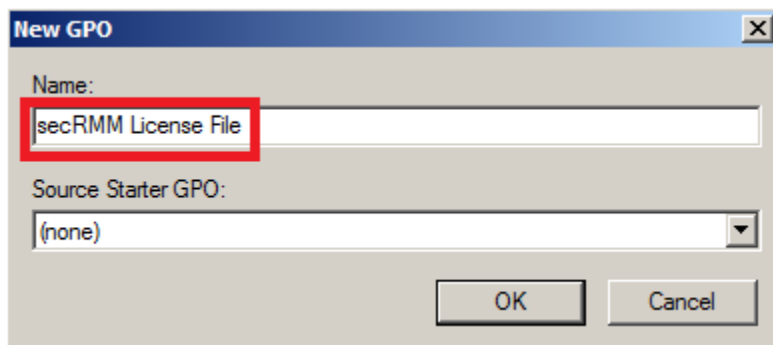 New GPO
Name:
secRMM License File
Source Starter GPO:
(none)
OK
Cancel